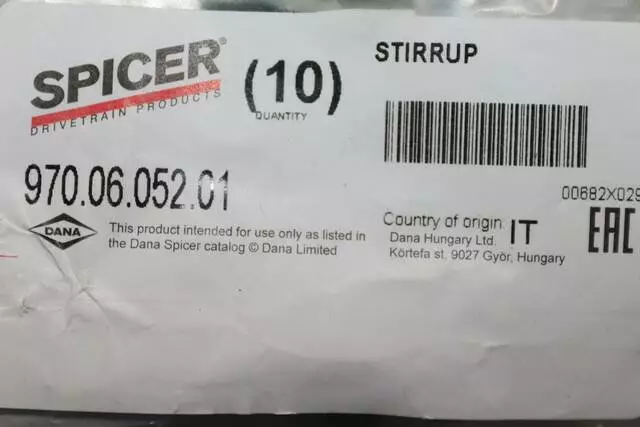 SPICER®
DRIVETRAIN PRODUCTS
(10)
QUANTITY
STIRRUP
970.06.052.01
00682X029
DANA
This product intended for use only as listed in
the Dana Spicer catalog © Dana Limited
Country of origin IT
Dana Hungary Ltd.
Körtefa st. 9027 Györ, Hungary
EAC